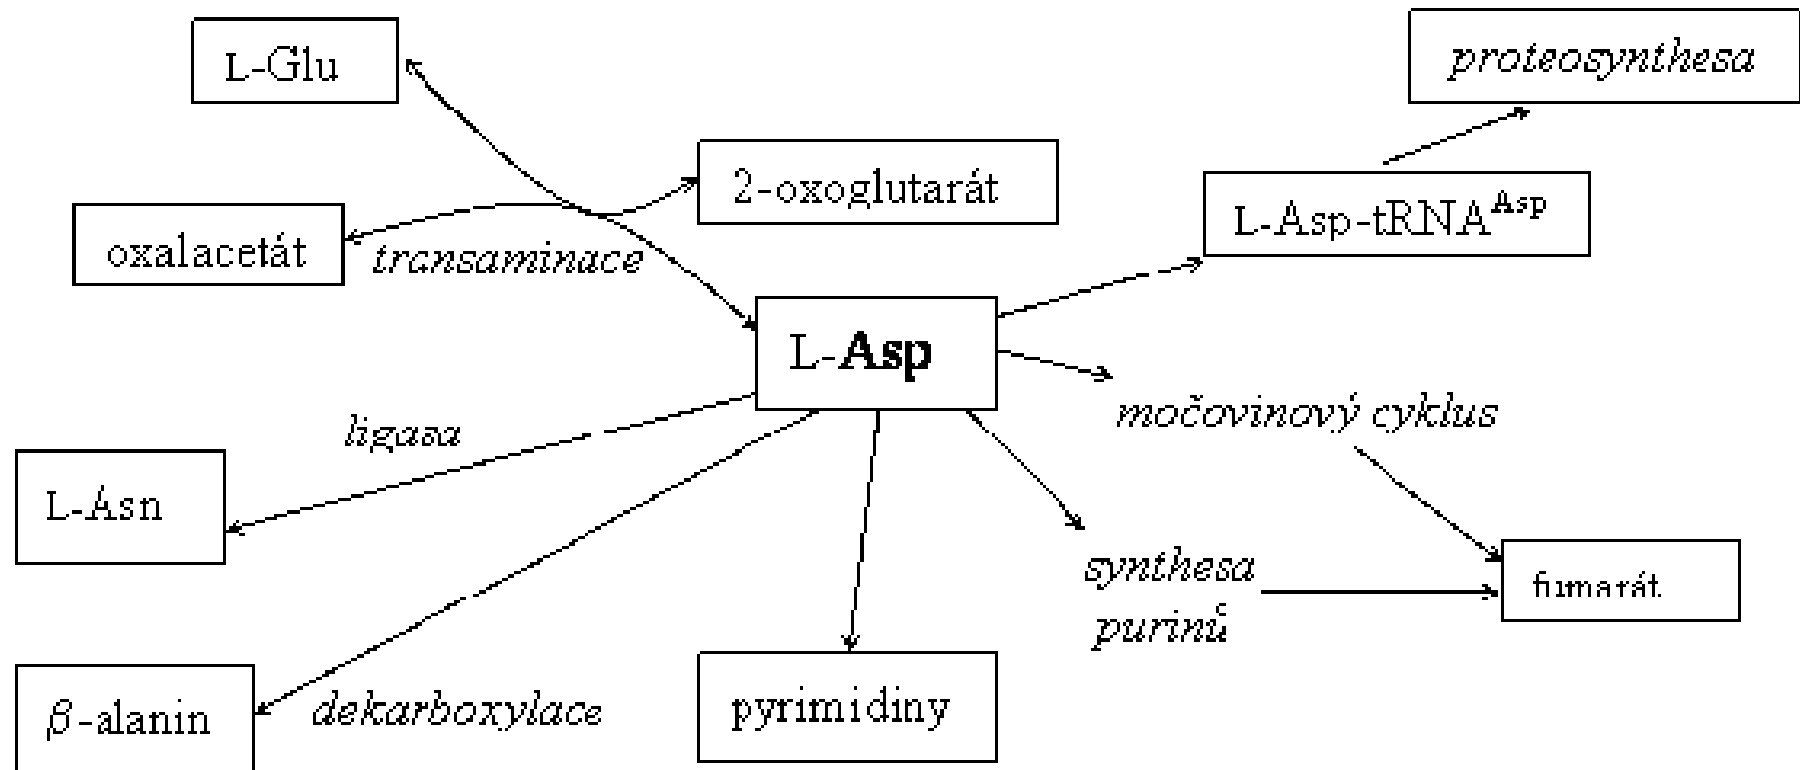 L-Glu
proteosynthesa
2-oxoglutarát
L-Asp-tRNA^Asp
oxalacetát
transaminace
L-Asp
močovinový cyklus
ligasa
L-Asn
synthesa
purinů
fumarát
β-alanin
dekarboxylace
pyrimidiny